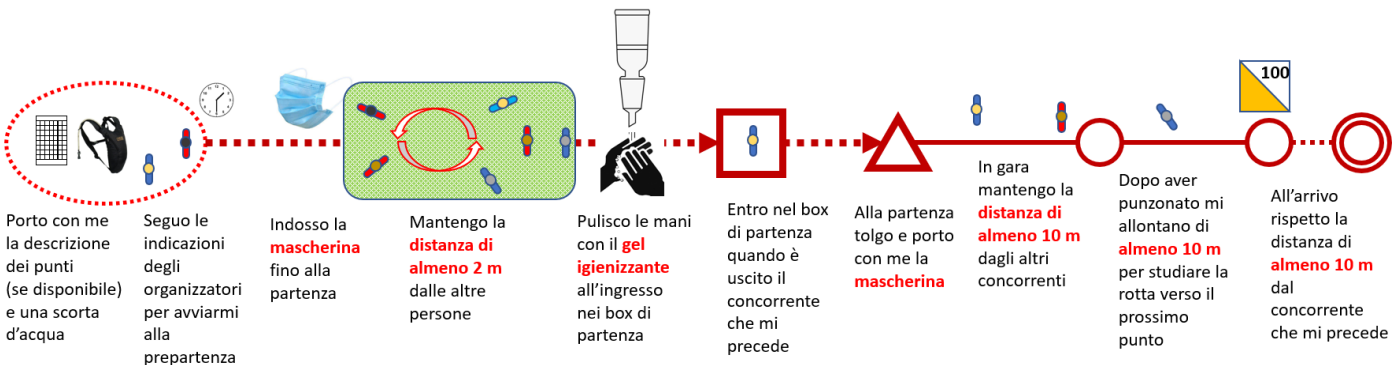 100
Porto con me
la descrizione
dei punti
(se disponibile)
e una scorta
d'acqua
Seguo le
indicazioni
degli
organizzatori
per avviarmi
alla
prepartenza
Indosso la
mascherina
fino alla
partenza
Mantengo la
distanza di
almeno 2 m
dalle altre
persone
Pulisco le mani
con il gel
igienizzante
all'ingresso
nei box di
partenza
Entro nel box
di partenza
quando è
uscito il
concorrente
che mi
precede
Alla partenza
tolgo e porto
con me la
mascherina
In gara
mantengo la
distanza di
almeno 10 m
dagli altri
concorrenti
Dopo aver
punzonato mi
allontano di
almeno 10 m
per studiare la
rotta verso il
prossimo
punto
All'arrivo
rispetto la
distanza di
almeno 10 m
dal
concorrente
che mi precede